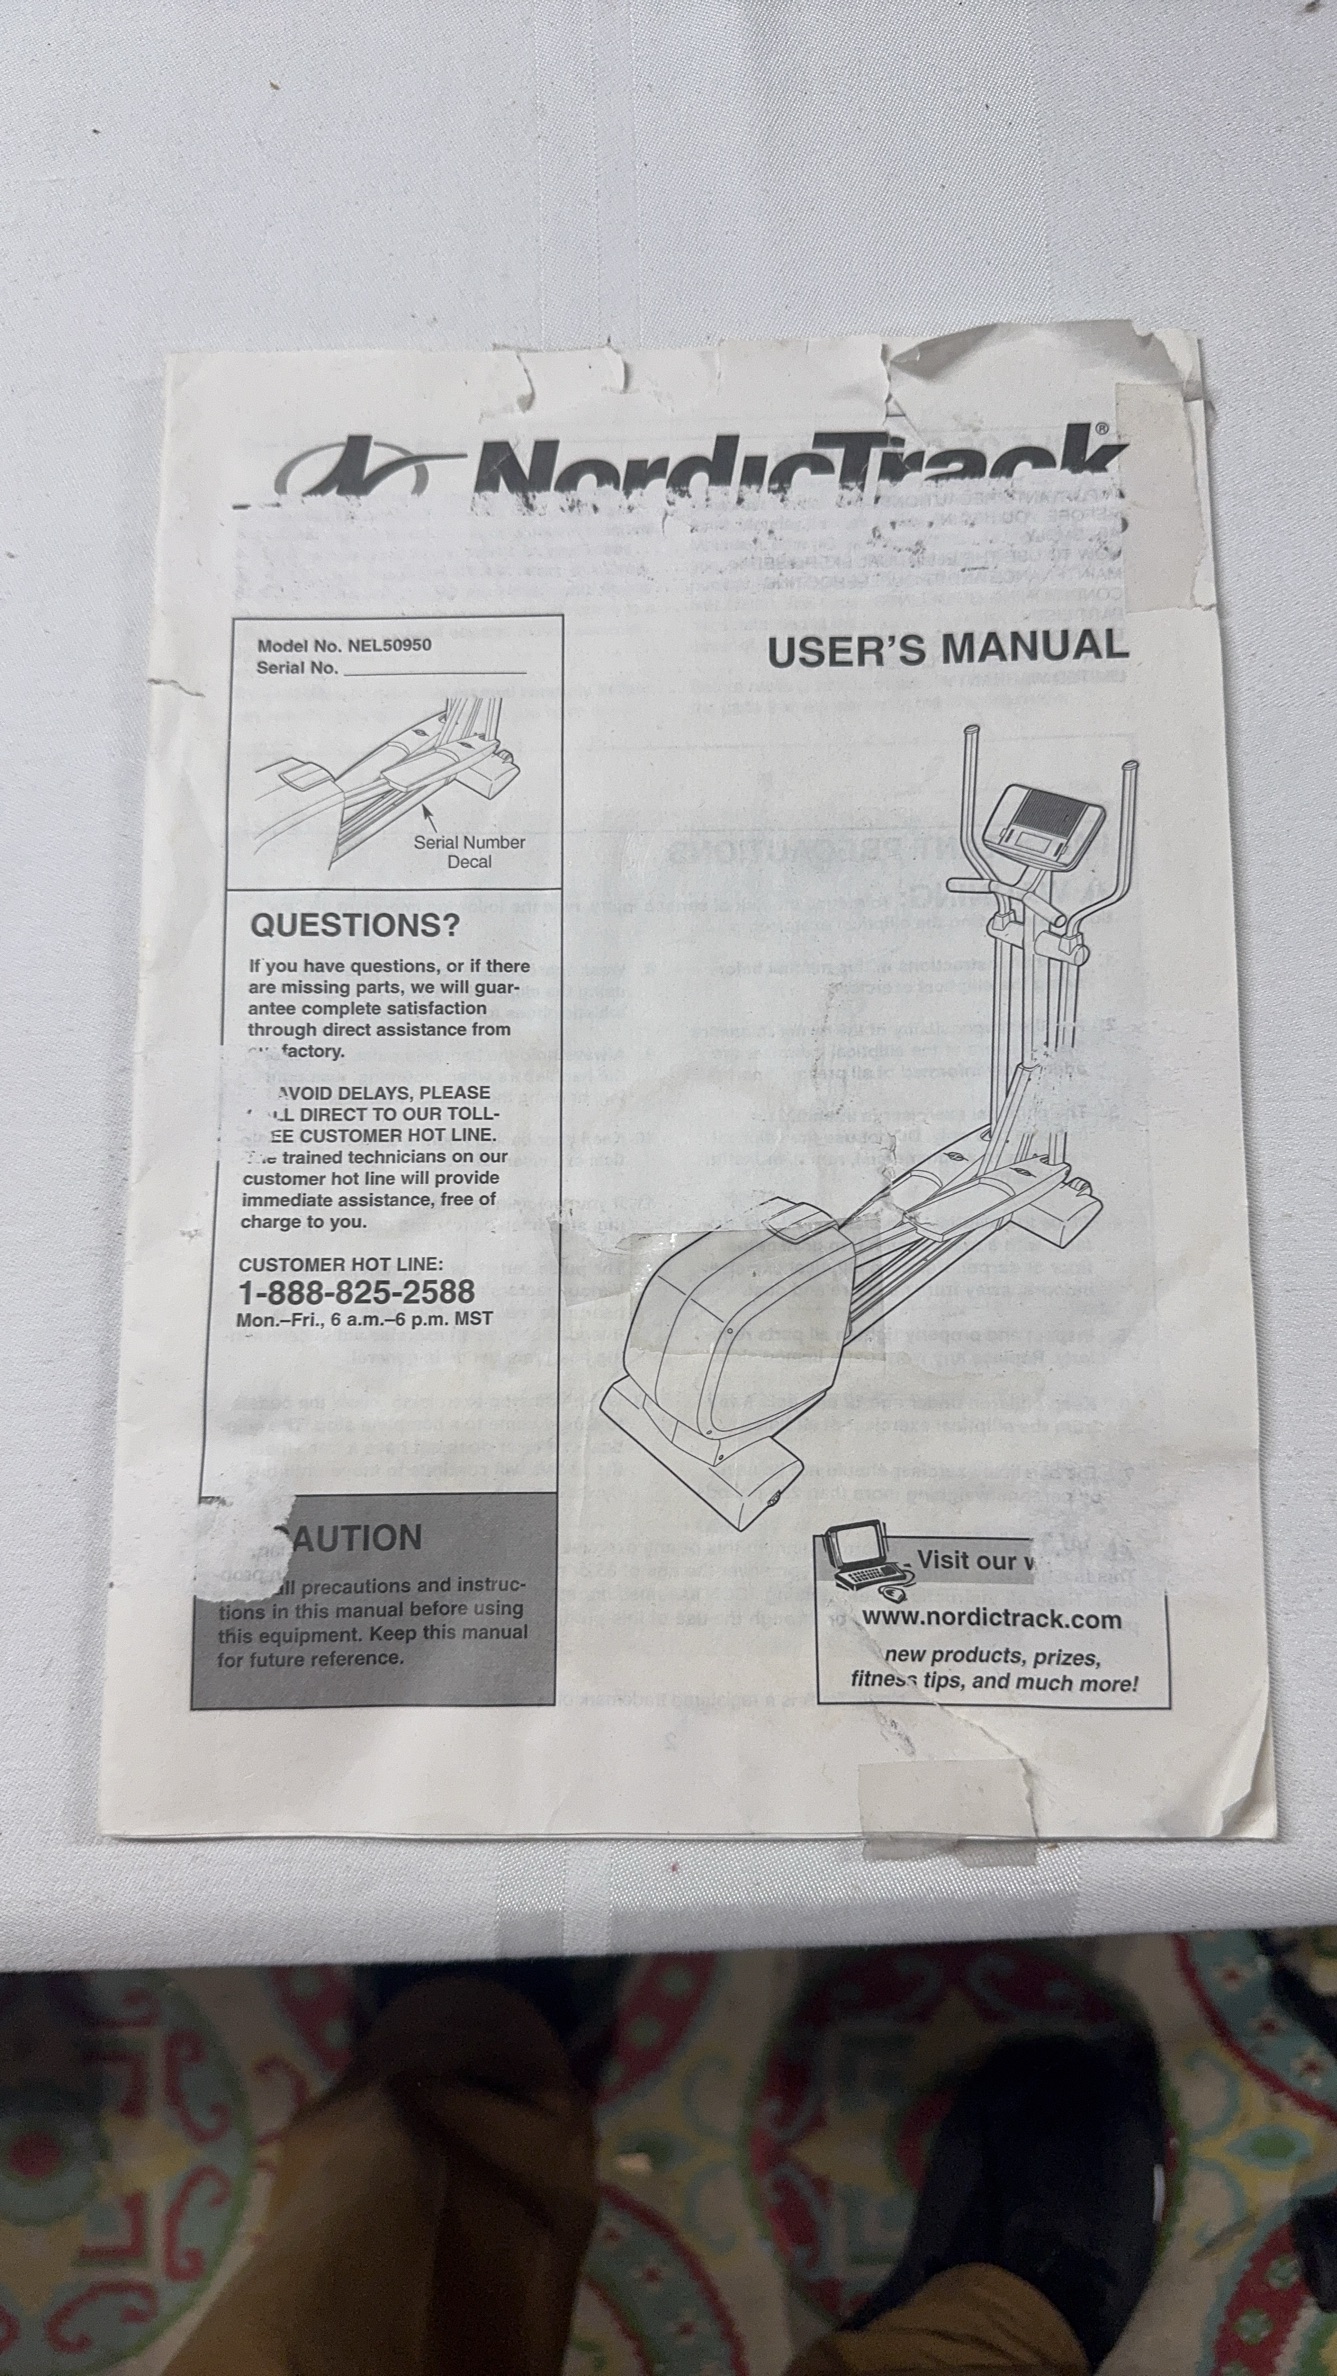 NordicTrack®
Model No. NEL50950
Serial No.
Serial Number
Decal
QUESTIONS?
If you have questions, or if there
are missing parts, we will guar-
antee complete satisfaction
through direct assistance from
factory.
AVOID DELAYS, PLEASE
LL DIRECT TO OUR TOLL-
EE CUSTOMER HOT LINE.
The trained technicians on our
customer hot line will provide
immediate assistance, free of
charge to you.
CUSTOMER HOT LINE:
1-888-825-2588
Mon.–Fri., 6 a.m.–6 p.m. MST
CAUTION
all precautions and instruc-
tions in this manual before using
this equipment. Keep this manual
for future reference.
USER'S MANUAL
Visit our
www.nordictrack.com
new products, prizes,
fitness tips, and much more!